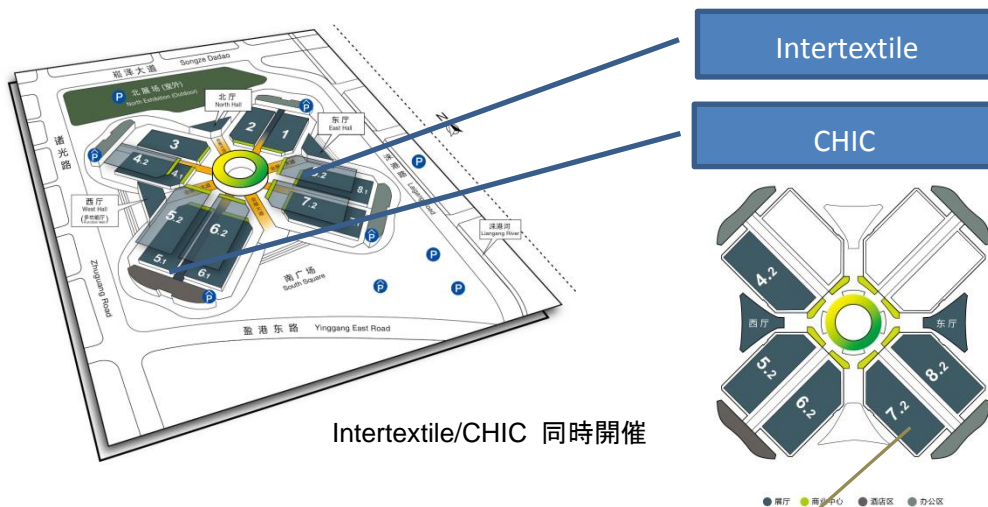 Intertextile
CHIC
崧泽大道 Songze Dadao
北展场(室外)
North Exhibition (Outdoor)
P
北厅
North Hall
东厅
East Hall
N
诸光路
2
1
3
4.2
4.1
P
P
P
8.1
7.2
西厅
West Hall
5.2
6.2
5.1
6.1
P
P
涞港河
Liangang River
南广场
South Square
P
P
P
Zhuguang Road
盈港东路 Yinggang East Road
Intertextile/CHIC 同時開催
4.2
西厅
东厅
5.2
8.2
6.2
7.2
展厅
商业中心
酒店区
办公区